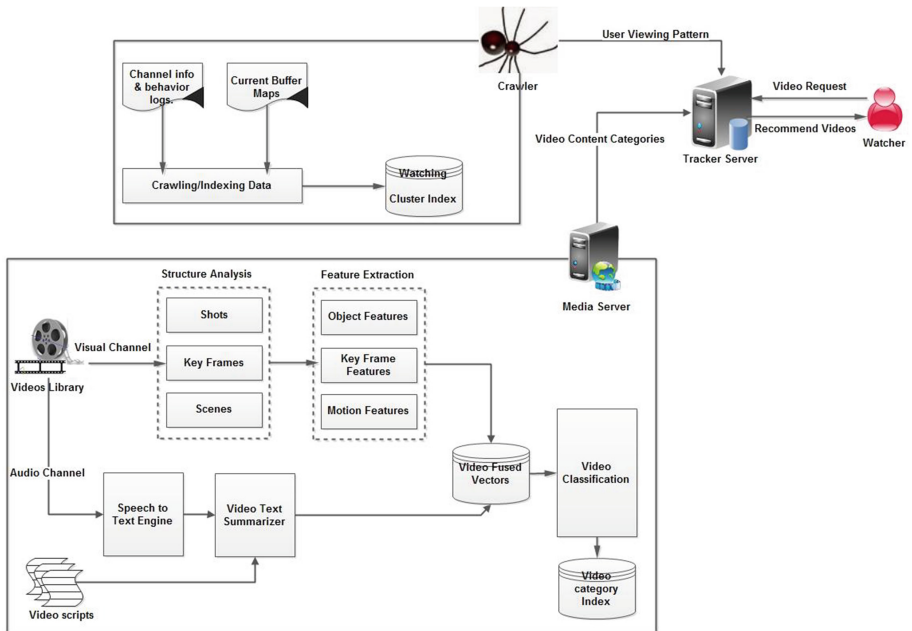 User Viewing Pattern
Channel info
& behavior
logs.
Current Buffer
Maps
Crawler
Video Request
Recommend Videos
Watcher
Tracker Server
Video Content Categories
Crawling/Indexing Data
Watching
Cluster Index
Media Server
Structure Analysis
Feature Extraction
Shots
Key Frames
Scenes
Object Features
Key Frame
Features
Motion Features
Visual Channel
Videos Library
Audio Channel
Speech to
Text Engine
Video Text
Summarizer
Video scripts
Video Fused
Vectors
Video
Classification
Video
category
Index